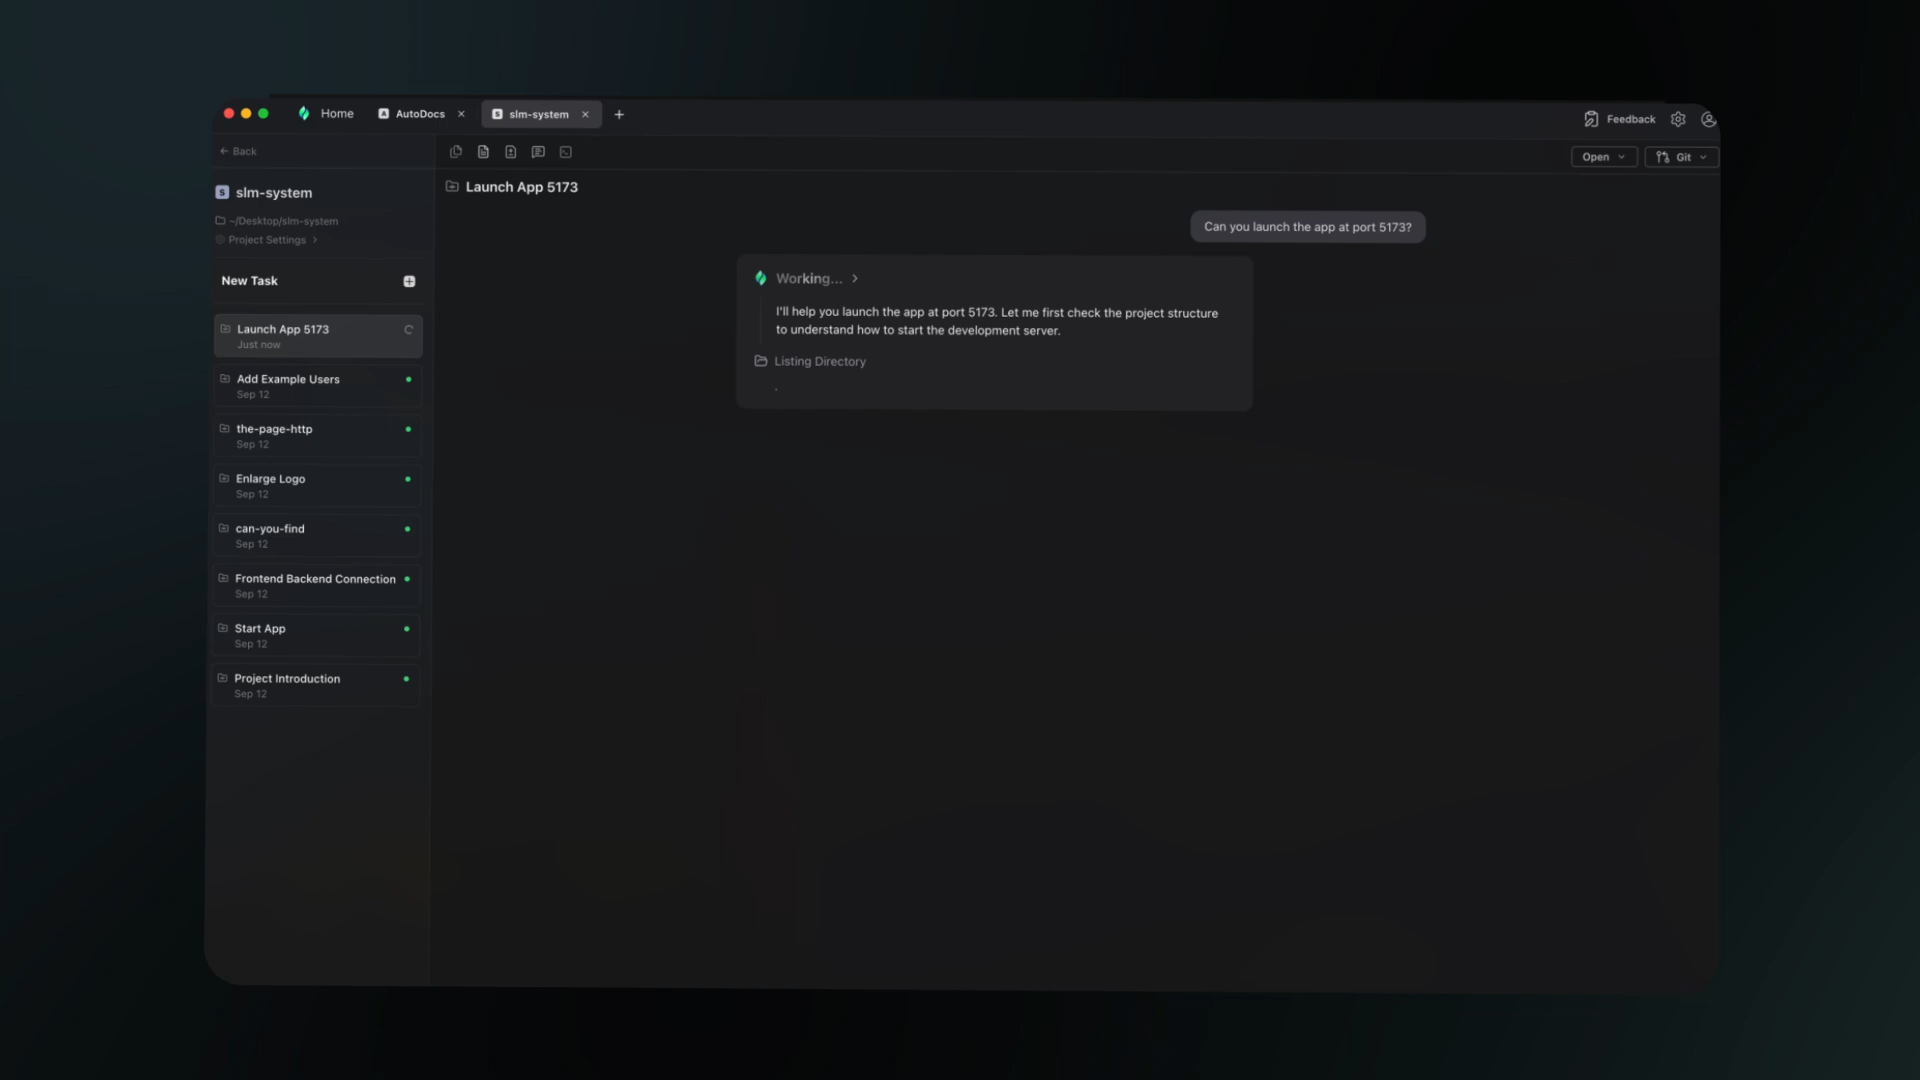 Home
AutoDocs
slm-system
Feedback
Back
Open
Git
S slm-system
~/Desktop/slm-system
Project Settings
New Task
Launch App 5173
Just now
Add Example Users
Sep 12
the-page-http
Sep 12
Enlarge Logo
Sep 12
can-you-find
Sep 12
Frontend Backend Connection
Sep 12
Start App
Sep 12
Project Introduction
Sep 12
Launch App 5173
Can you launch the app at port 5173?
Working...
I'll help you launch the app at port 5173. Let me first check the project structure
to understand how to start the development server.
Listing Directory
.